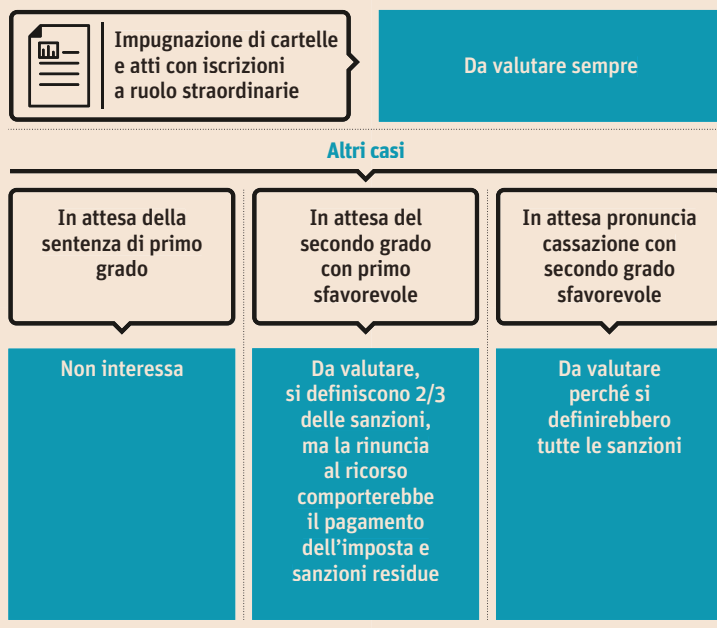 Impugnazione di cartelle
e atti con iscrizioni
a ruolo straordinarie
Da valutare sempre
Altri casi
In attesa della
sentenza di primo
grado
Non interessa
In attesa del
secondo grado
con primo
sfavorevole
Da valutare,
si definiscono 2/3
delle sanzioni,
ma la rinuncia
al ricorso
comporterebbe
il pagamento
dell'imposta e
sanzioni residue
In attesa pronuncia
cassazione con
secondo grado
sfavorevole
Da valutare
perché si
definirebbero
tutte le sanzioni